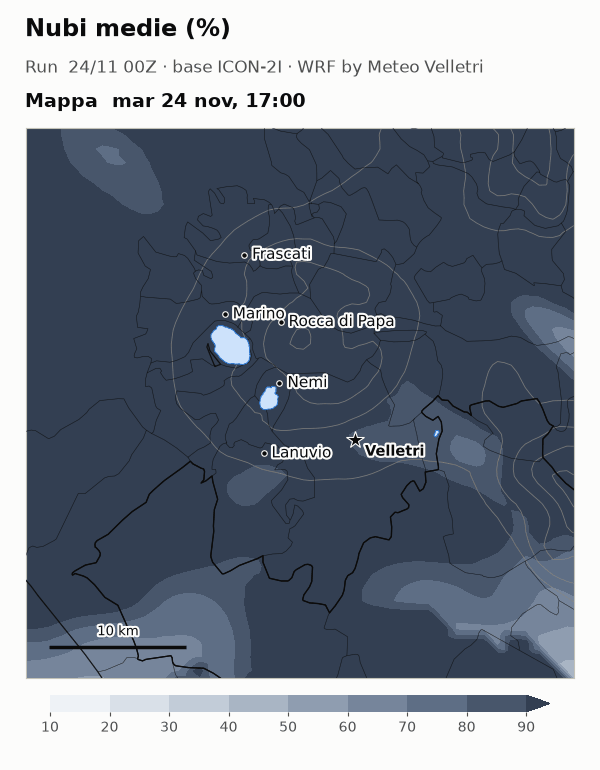 Nubi medie (%)
Run  24/11 00Z · base ICON-2I · WRF by Meteo Velletri
Mappa  mar 24 nov, 17:00
Frascati
Marino
Rocca di Papa
Nemi
Velletri
Lanuvio
10 km
10 20 30 40 50 60 70 80 90